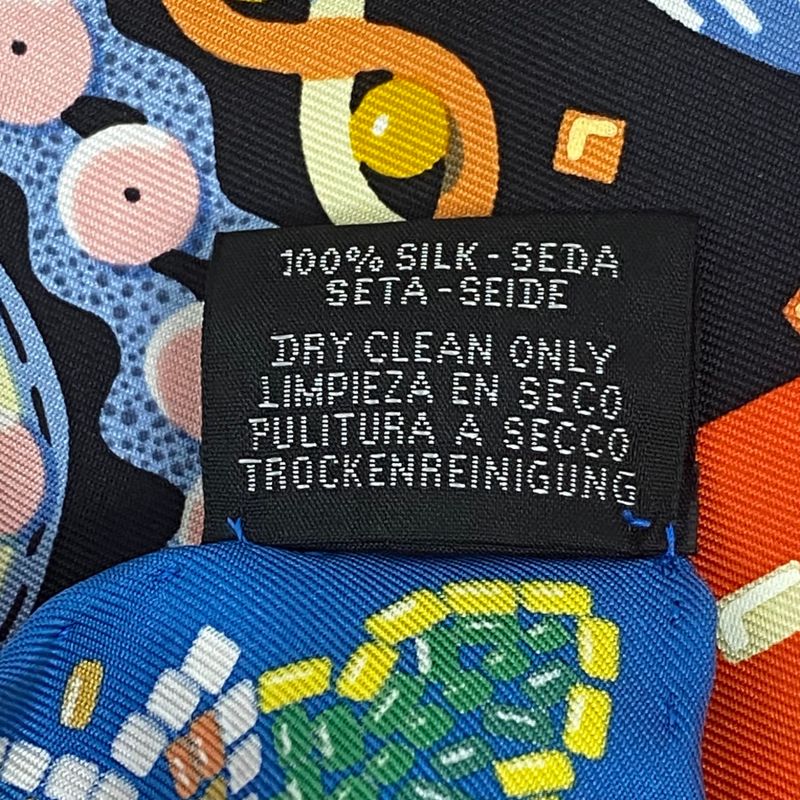 100% SILK - SEDA
SETA - SEIDE
DRY CLEAN ONLY
LIMPIEZA EN SECO
PULITURA A SECCO
TROCKENREINIGUNG